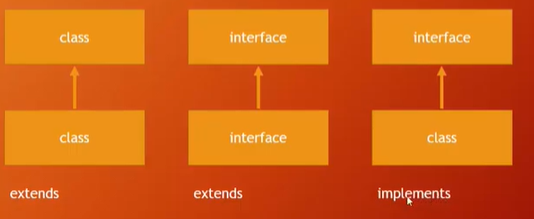 class interface interface
class interface class
extends extends implements